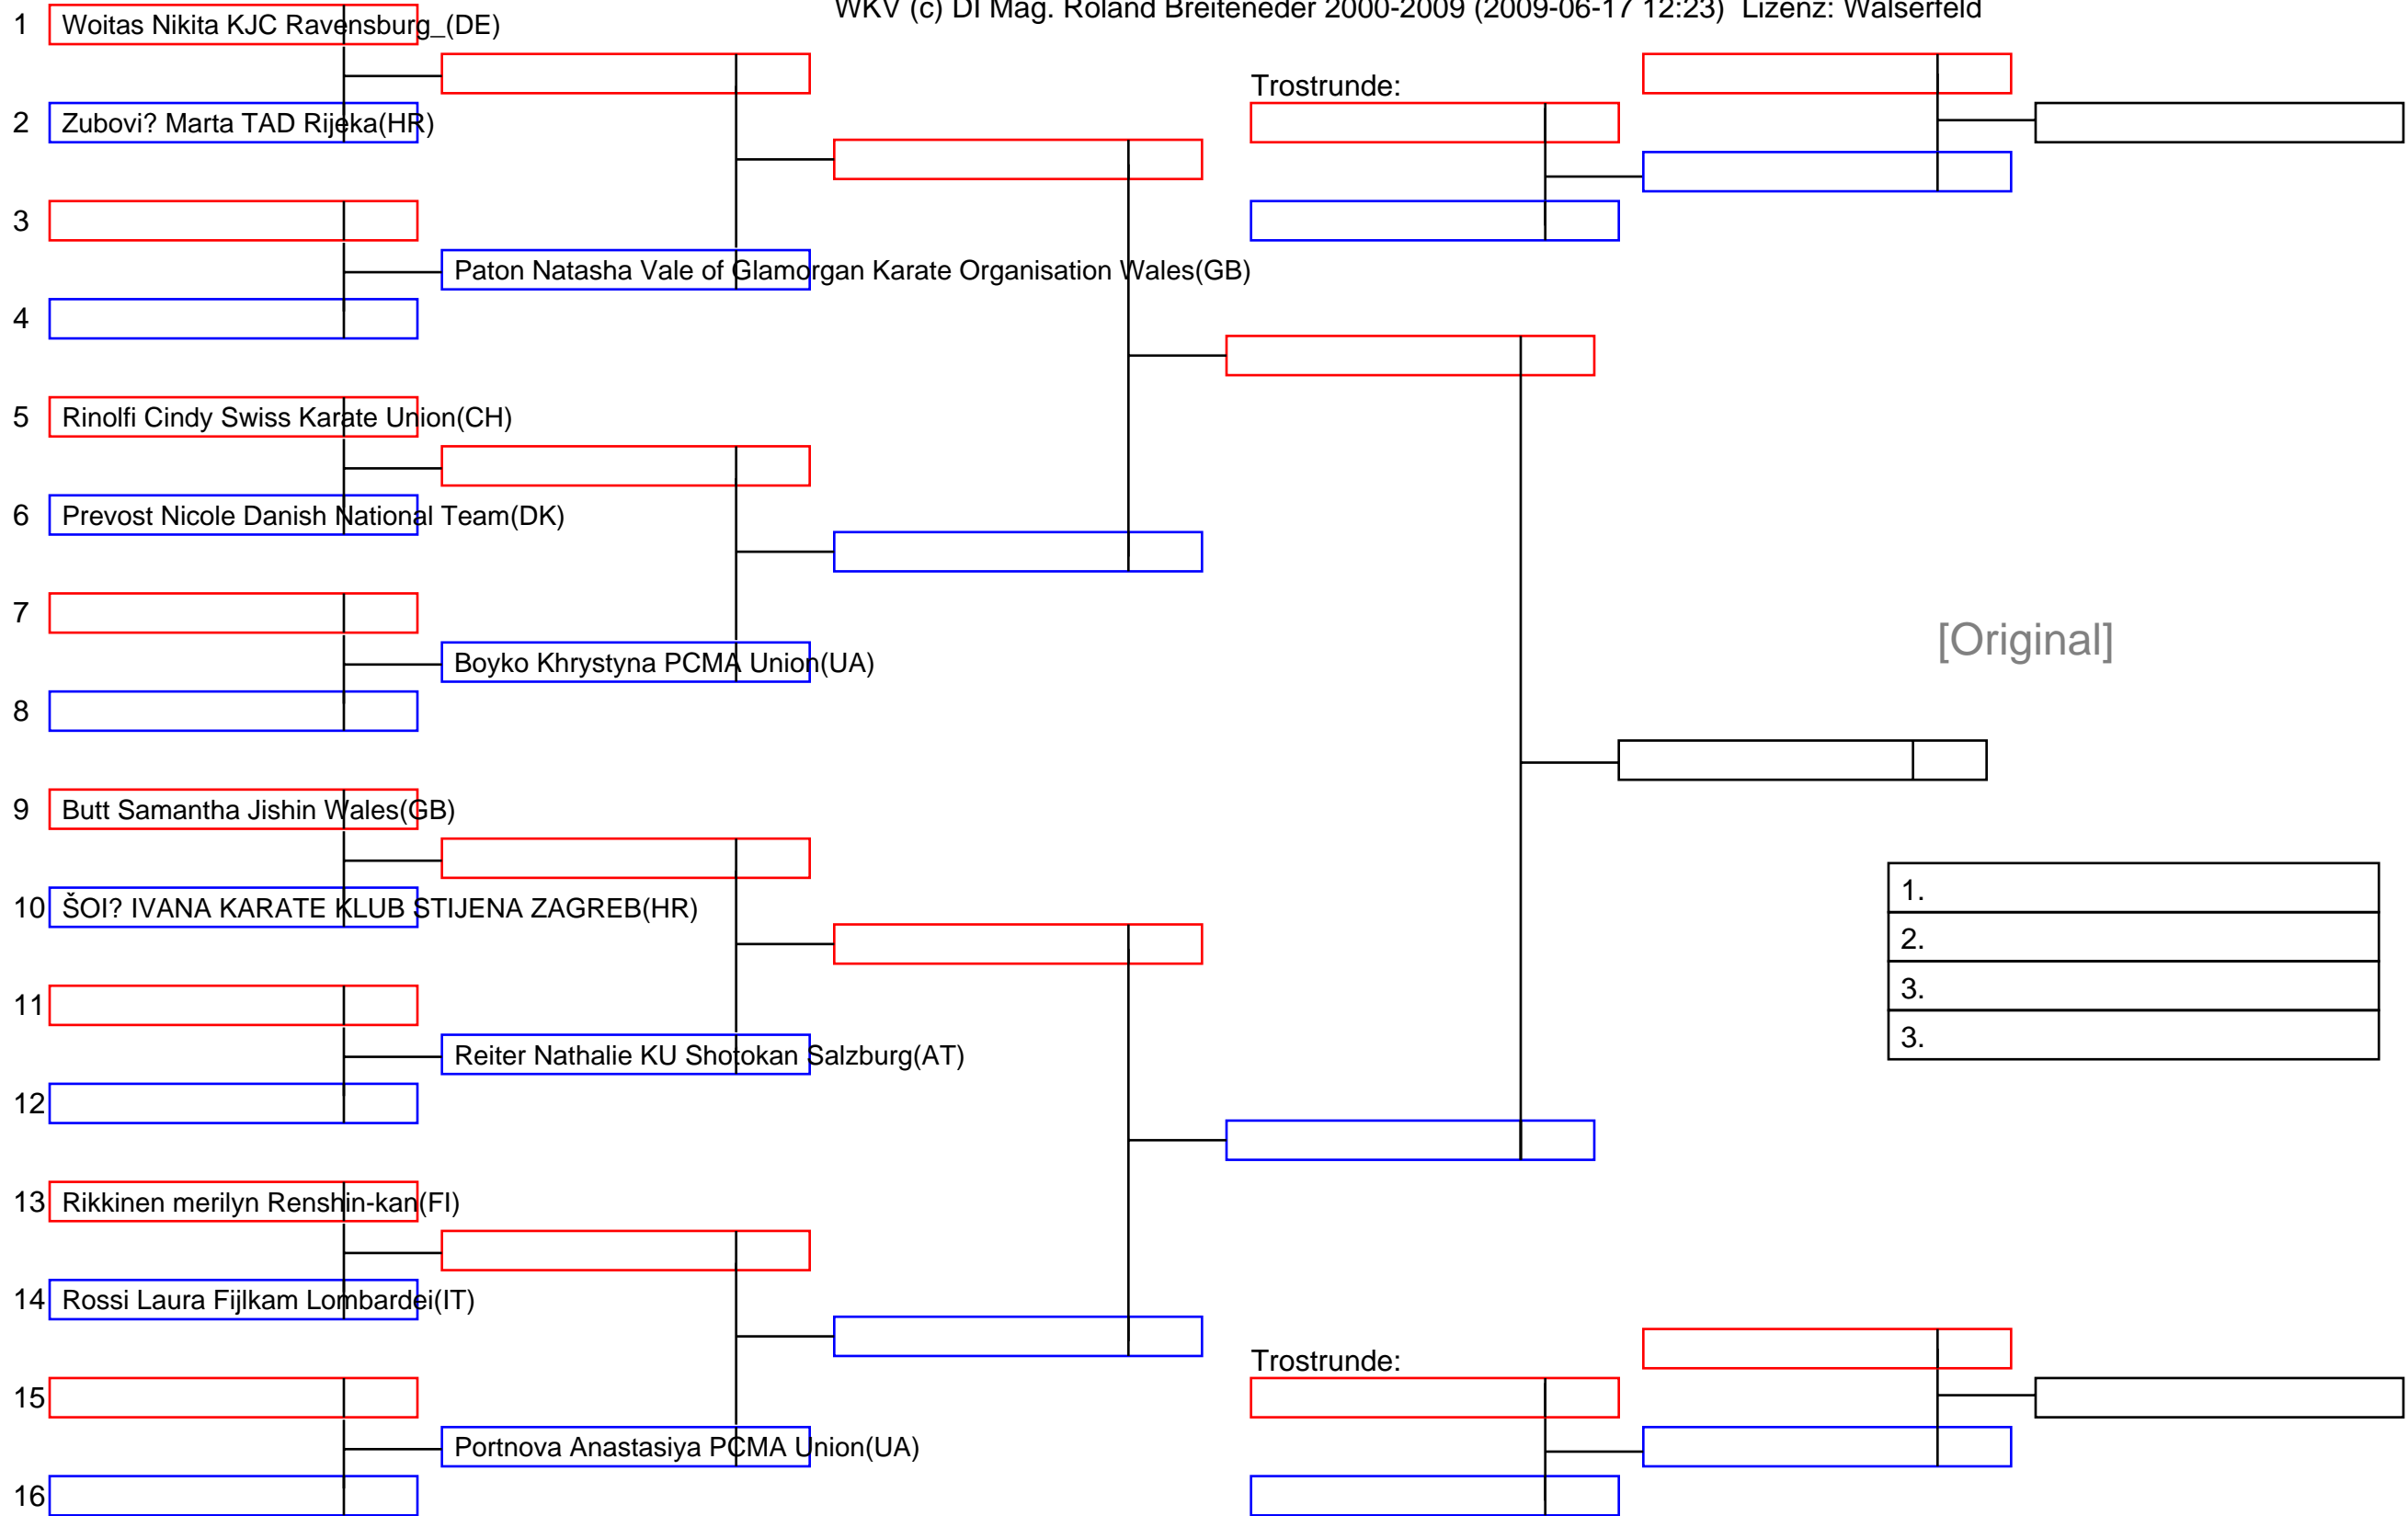 WKV (c) DI Mag. Roland Breiteneder 2000-2009 (2009-06-17 12:23) Lizenz: Walserfeld
1 Woitas Nikita KJC Ravensburg_(DE)
Trostrunde:
2 Zubovi? Marta TAD Rijeka(HR)
3
Paton Natasha Vale of Glamorgan Karate Organisation Wales(GB)
4
5 Rinolfi Cindy Swiss Karate Union(CH)
6 Prevost Nicole Danish National Team(DK)
7
[Original]
Boyko Khrystyna PCMA Union(UA)
8
9 Butt Samantha Jishin Wales(GB)
1.
10 ŠOI? IVANA KARATE KLUB STIJENA ZAGREB(HR)
2.
3.
11
3.
Reiter Nathalie KU Shotokan Salzburg(AT)
12
13 Rikkinen merilyn Renshin-kan(FI)
14 Rossi Laura Fijlkam Lombardei(IT)
Trostrunde:
15
Portnova Anastasiya PCMA Union(UA)
16